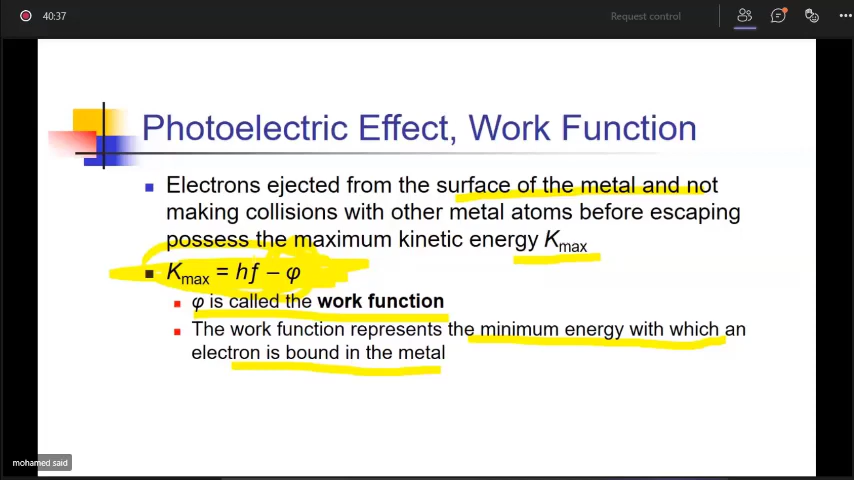 40:37
Request control
Photoelectric Effect, Work Function
Electrons ejected from the surface of the metal and not
making collisions with other metal atoms before escaping
possess the maximum kinetic energy Kmax
Kmax = hƒ – φ
φ is called the work function
The work function represents the minimum energy with which an
electron is bound in the metal
mohamed said